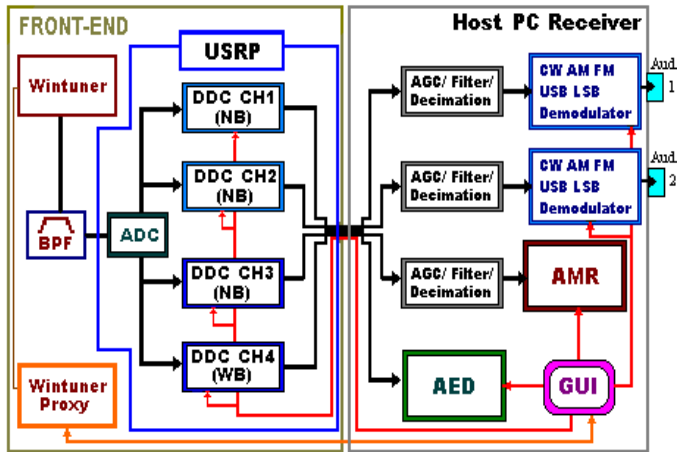 FRONT-END
USRP
Host PC Receiver
Wintuner
DDC CH1
(NB)
AGC/ Filter/
Decimation
CW AM FM
USB LSB
Demodulator
Aud.
1
DDC CH2
(NB)
AGC/ Filter/
Decimation
CW AM FM
USB LSB
Demodulator
Aud.
2
BPF
ADC
DDC CH3
(NB)
AGC/ Filter/
Decimation
AMR
DDC CH4
(WB)
Wintuner
Proxy
AED
GUI